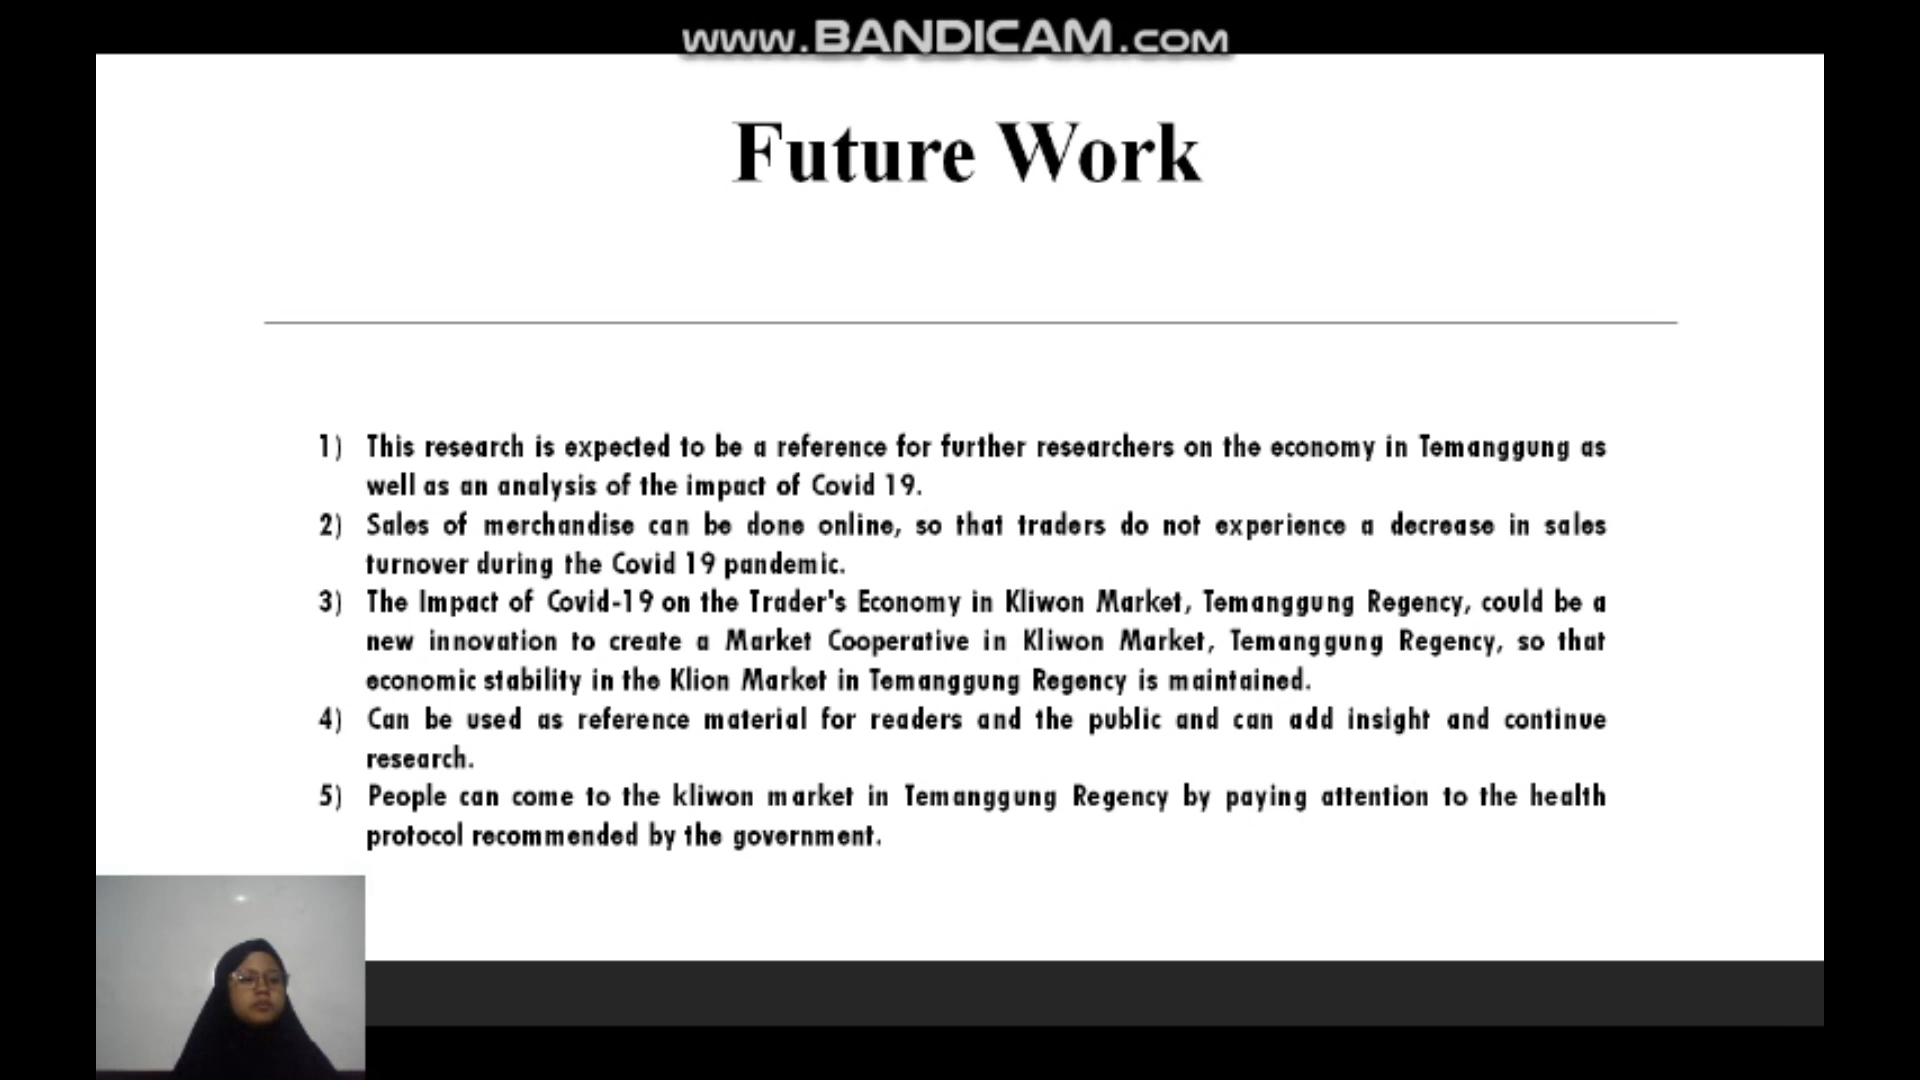 www.BANDICAM.com
Future Work
1) This research is expected to be a reference for further researchers on the economy in Temanggung as
well as an analysis of the impact of Covid 19.
2) Sales of merchandise can be done online, so that traders do not experience a decrease in sales
turnover during the Covid 19 pandemic.
3) The Impact of Covid-19 on the Trader's Economy in Kliwon Market, Temanggung Regency, could be a
new innovation to create a Market Cooperative in Kliwon Market, Temanggung Regency, so that
economic stability in the Klion Market in Temanggung Regency is maintained.
4) Can be used as reference material for readers and the public and can add insight and continue
research.
5) People can come to the kliwon market in Temanggung Regency by paying attention to the health
protocol recommended by the government.